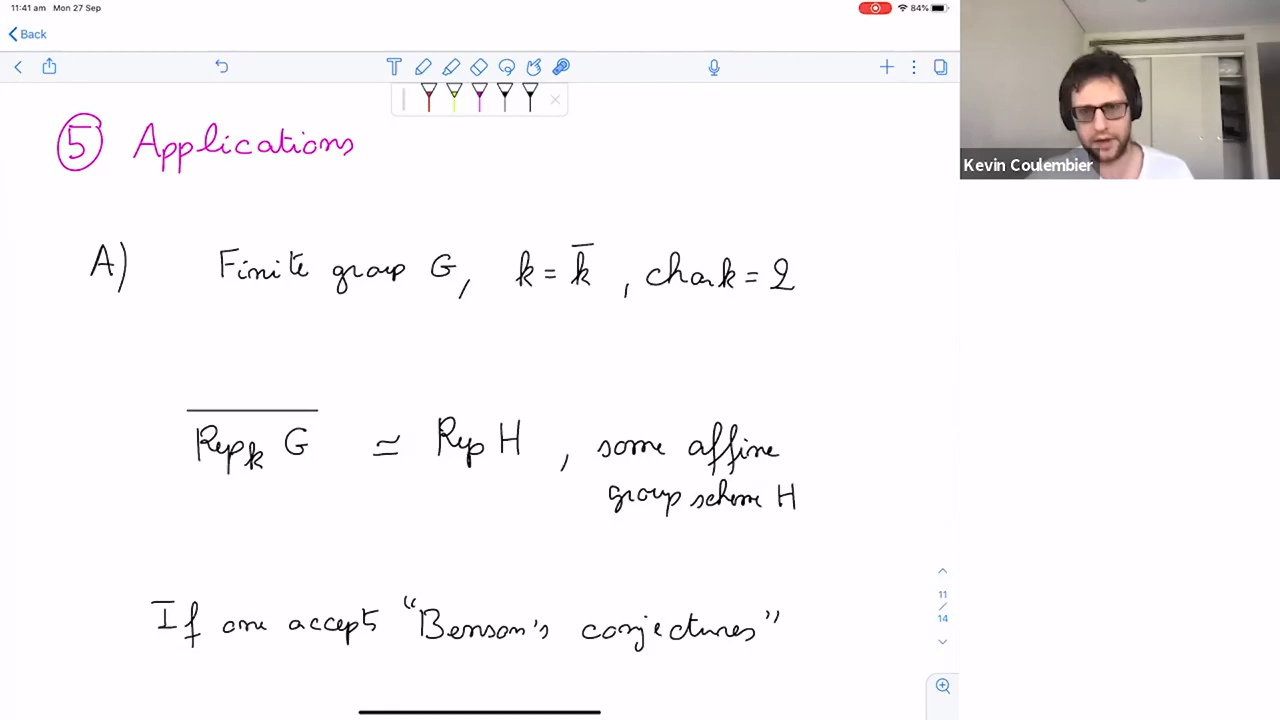 11:41 am Mon 27 Sep
84%
Back
Kevin Coulembier
5 Applications
A) Finite group G, k = k̅, char k = 2
Rep_k G ≃ Rep H, some affine
group scheme H
If one accepts "Benson's conjectures"
11
/
14